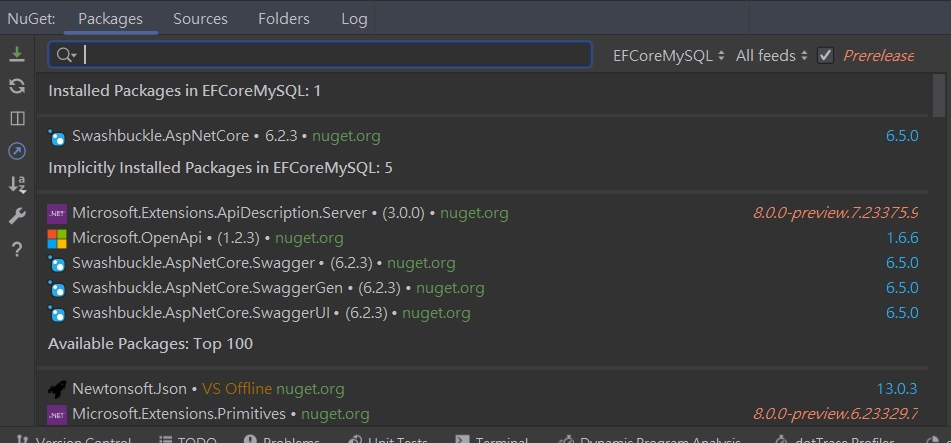 NuGet: Packages Sources Folders Log
EFCoreMySQL All feeds Prerelease
Installed Packages in EFCoreMySQL: 1
Swashbuckle.AspNetCore • 6.2.3 • nuget.org 6.5.0
Implicitly Installed Packages in EFCoreMySQL: 5
.NET Microsoft.Extensions.ApiDescription.Server • (3.0.0) • nuget.org 8.0.0-preview.7.23375.9
Microsoft.OpenApi • (1.2.3) • nuget.org 1.6.6
Swashbuckle.AspNetCore.Swagger • (6.2.3) • nuget.org 6.5.0
Swashbuckle.AspNetCore.SwaggerGen • (6.2.3) • nuget.org 6.5.0
Swashbuckle.AspNetCore.SwaggerUI • (6.2.3) • nuget.org 6.5.0
Available Packages: Top 100
Newtonsoft.Json • VS Offline nuget.org 13.0.3
.NET Microsoft.Extensions.Primitives • nuget.org 8.0.0-preview.6.23329.7
Version Control TODO Problems Unit Tests Terminal Dynamic Program Analysis dotTrace Profiler